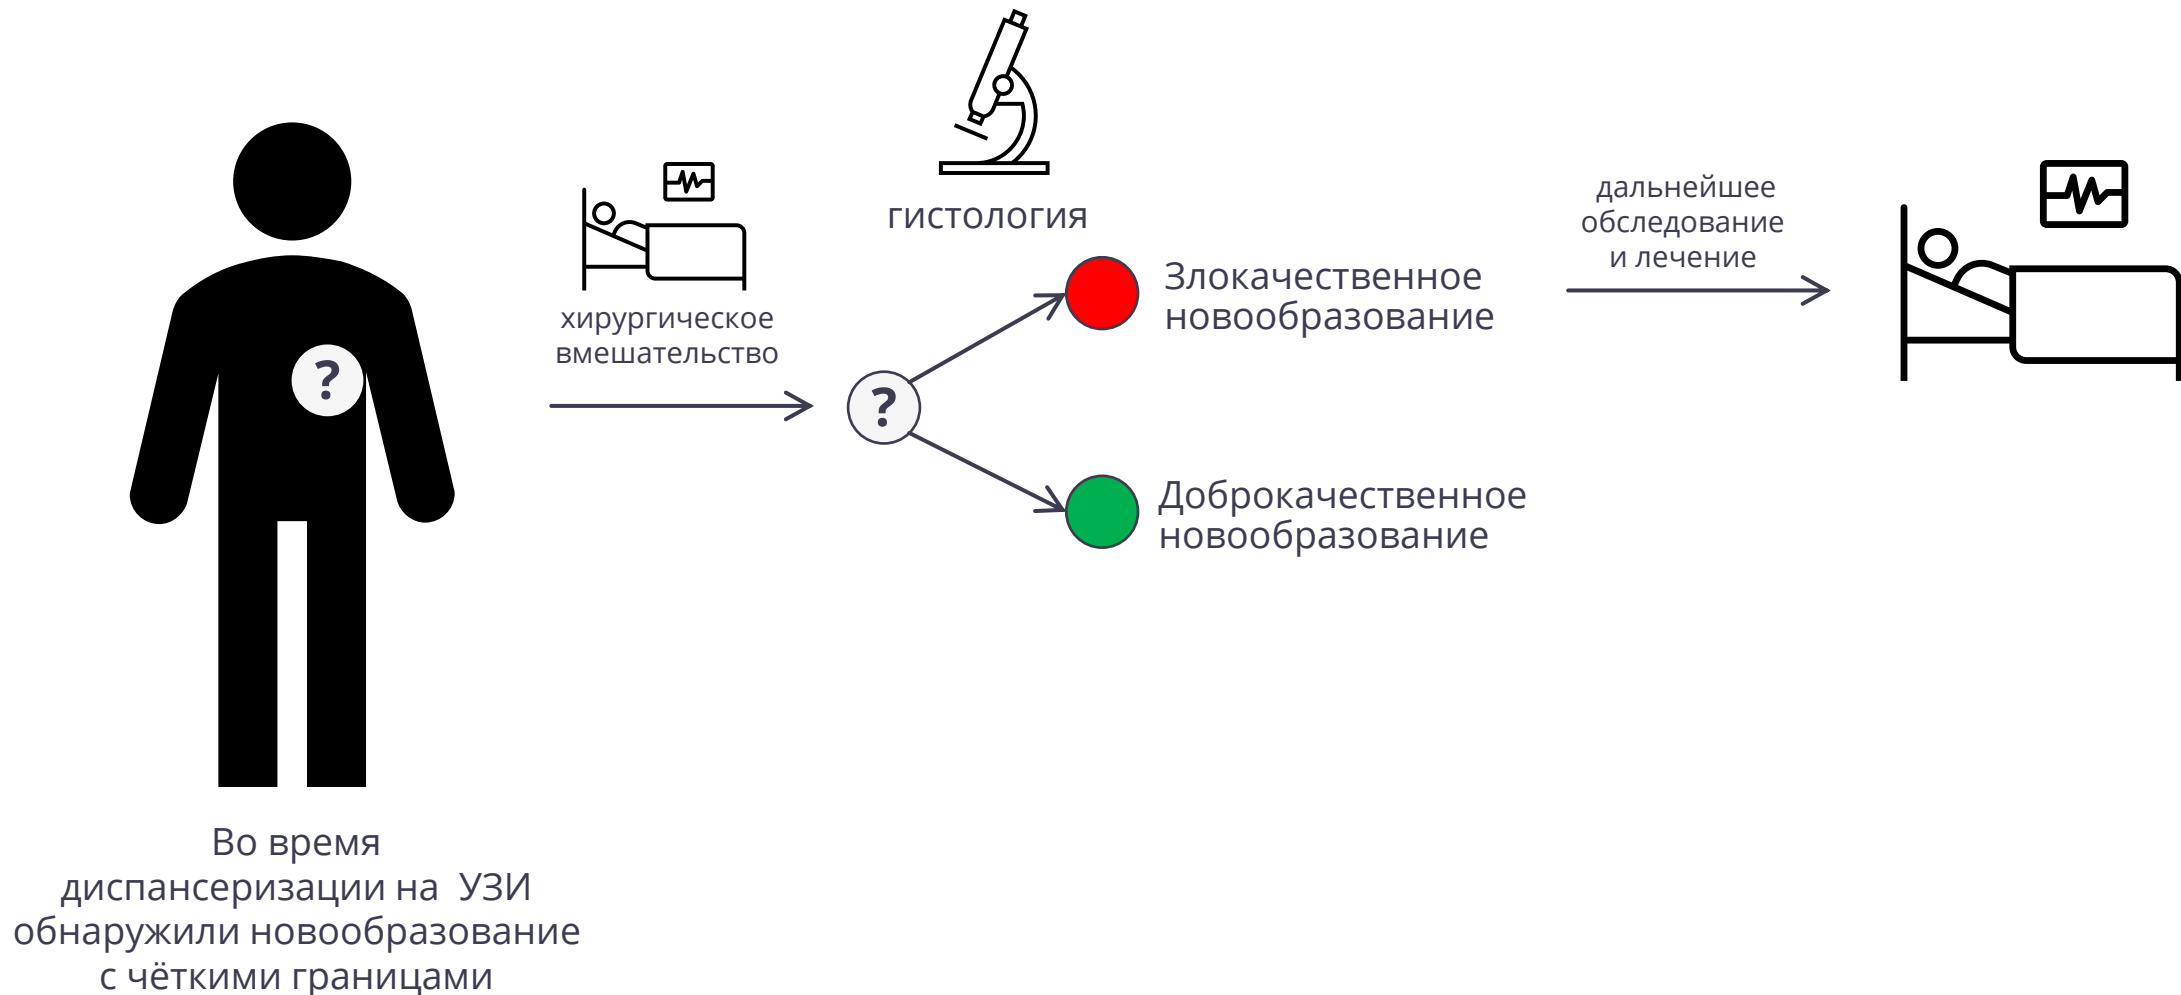 гистология
хирургическое
вмешательство
?
?
Злокачественное
новообразование
Доброкачественное
новообразование
дальнейшее
обследование
и лечение
Во время
диспансеризации на УЗИ
обнаружили новообразование
с чёткими границами